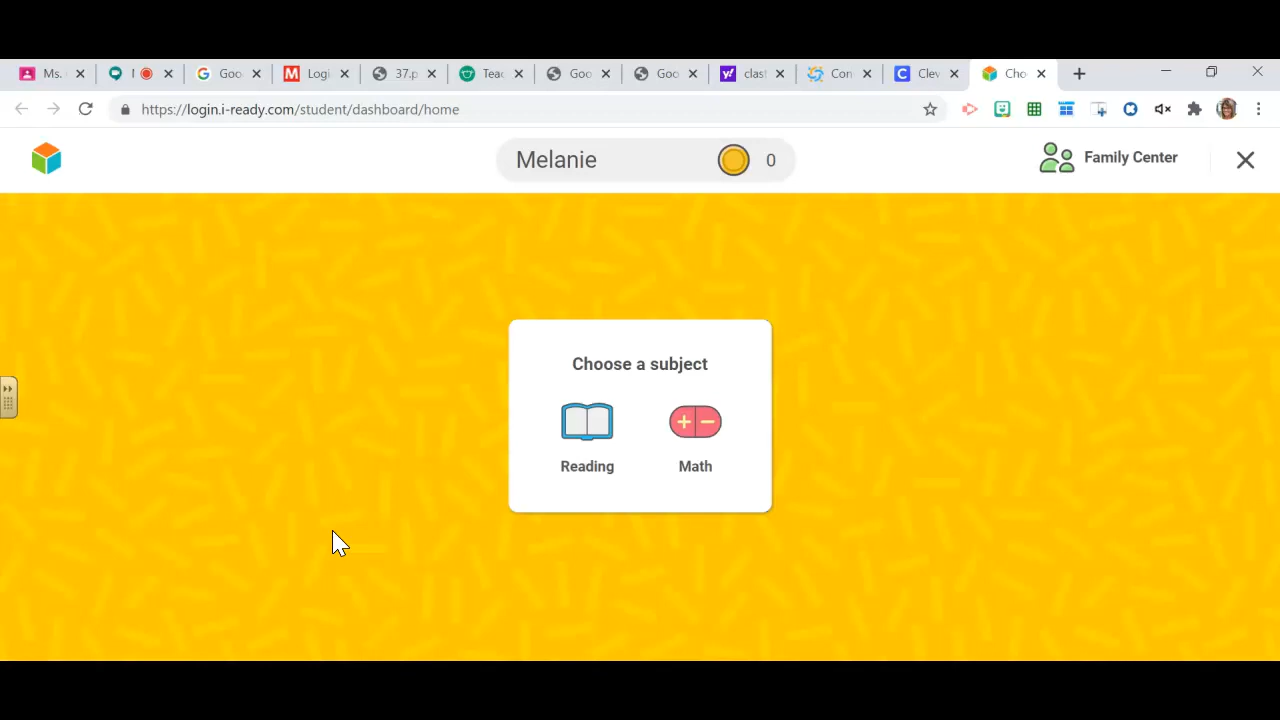 Ms.
Goo
Logi
37.p
Teac
Goo
Goo
clas
Con
Clev
Cho
https://login.i-ready.com/student/dashboard/home
Melanie 0
Family Center
Choose a subject
Reading Math